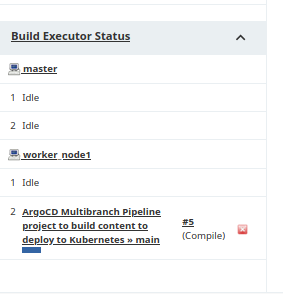 Build Executor Status
master
1 Idle
2 Idle
worker_node1
1 Idle
2 ArgoCD Multibranch Pipeline
project to build content to
deploy to Kubernetes » main
#5
(Compile)